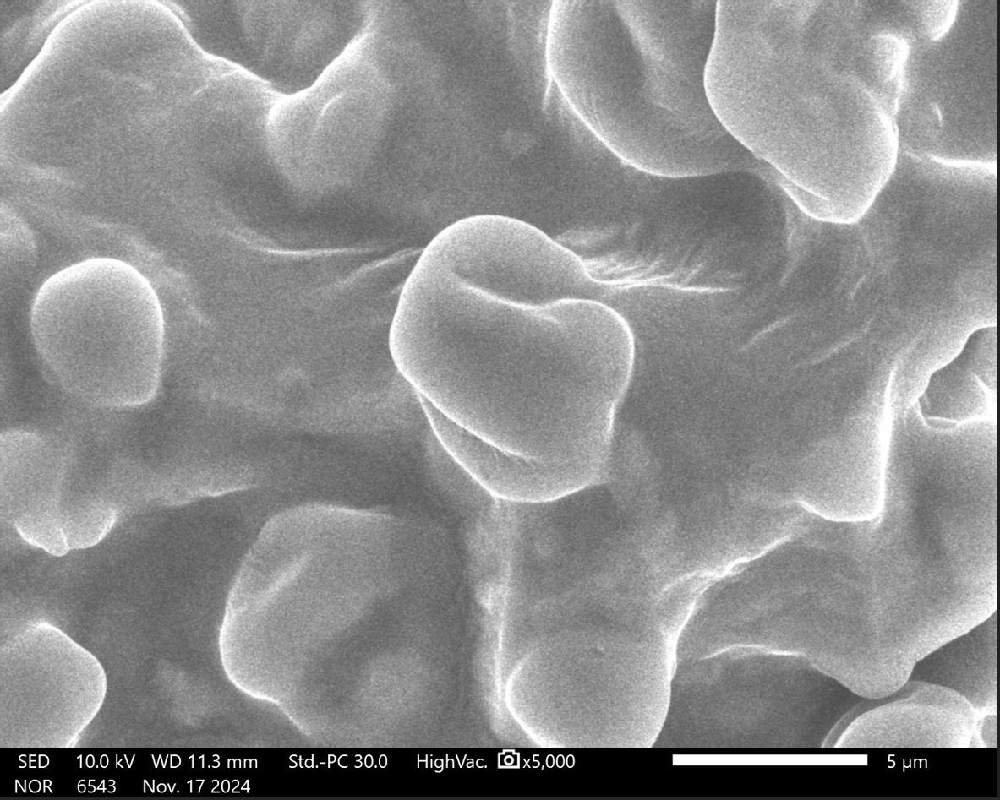 SED 10.0 kV WD 11.3 mm Std.-PC 30.0 HighVac. x5,000 5 µm
NOR 6543 Nov. 17 2024